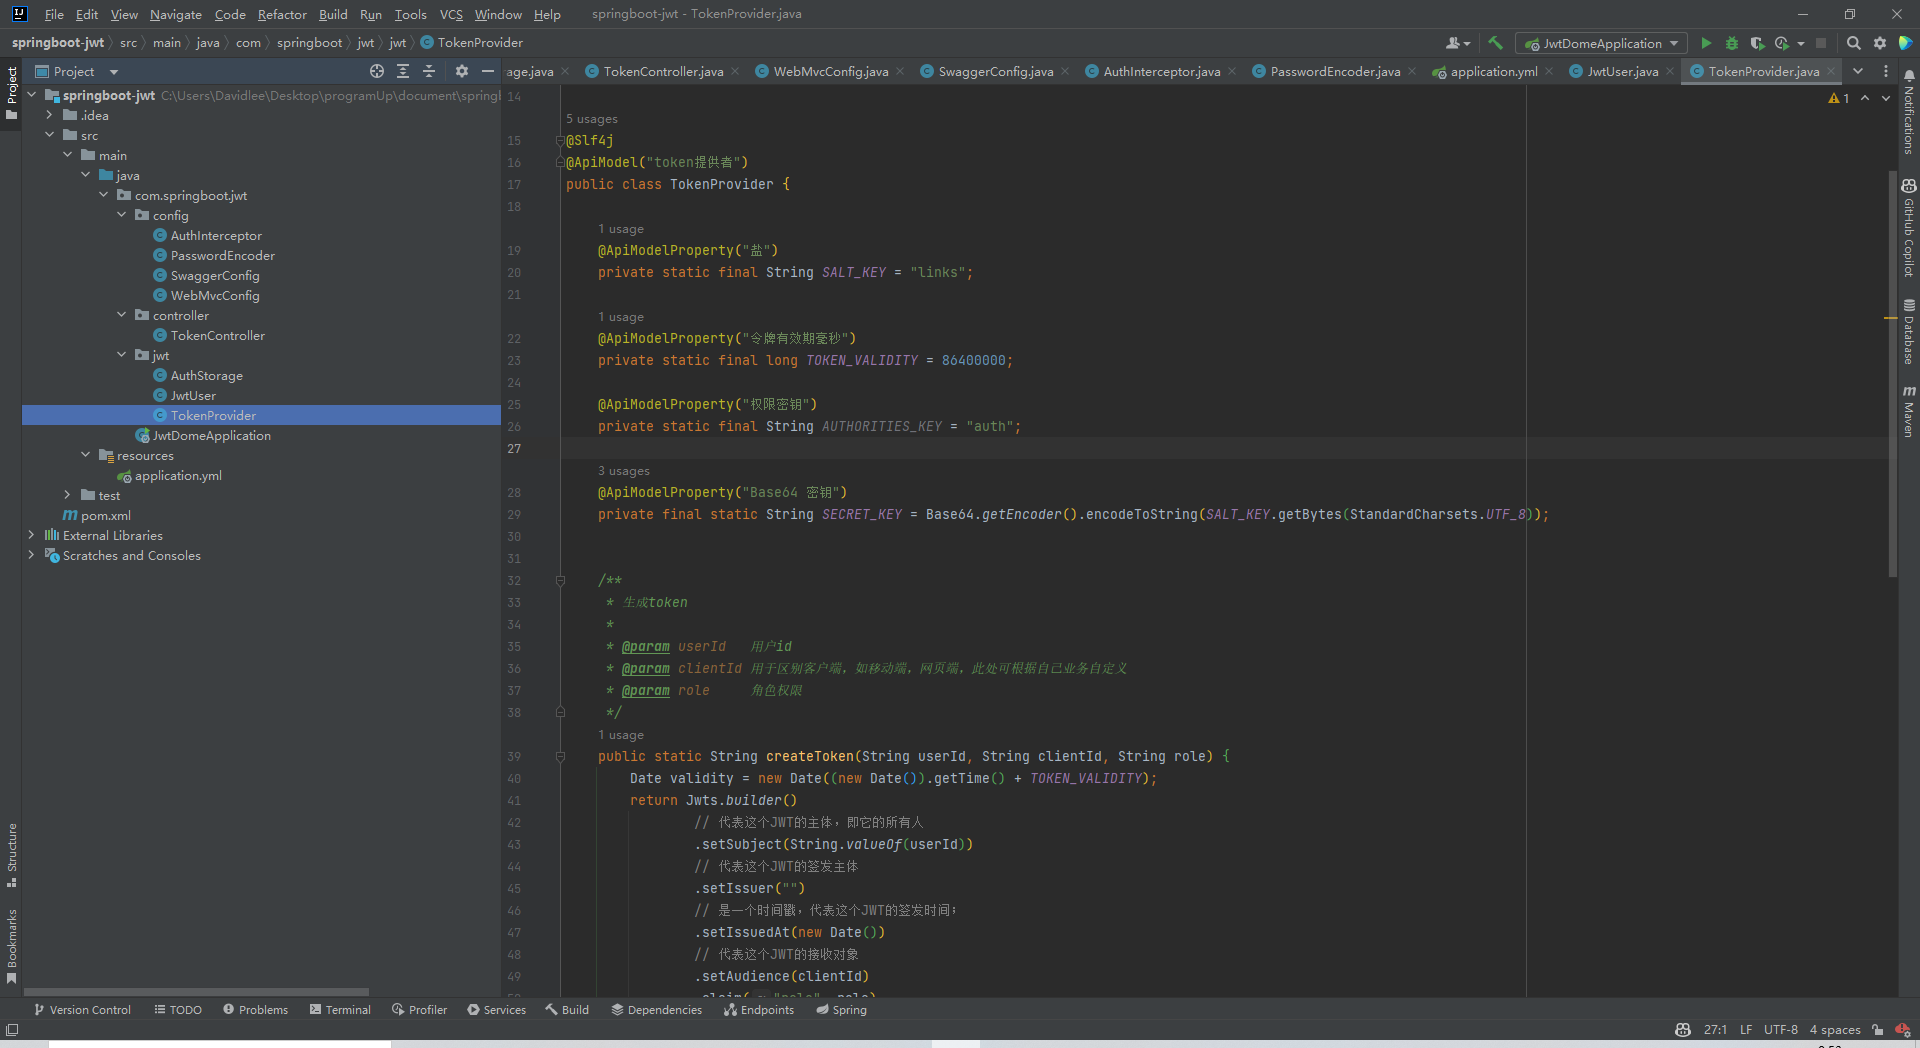 File Edit View Navigate Code Refactor Build Run Tools VCS Window Help springboot-jwt - TokenProvider.java
springboot-jwt src main java com springboot jwt jwt TokenProvider
JwtDomeApplication
Project
age.java TokenController.java WebMvcConfig.java SwaggerConfig.java AuthInterceptor.java PasswordEncoder.java application.yml JwtUser.java TokenProvider.java
springboot-jwt C:\Users\Davidlee\Desktop\programUp\document\spring
.idea
src
main
java
com.springboot.jwt
config
AuthInterceptor
PasswordEncoder
SwaggerConfig
WebMvcConfig
controller
TokenController
jwt
AuthStorage
JwtUser
TokenProvider
JwtDomeApplication
resources
application.yml
test
pom.xml
External Libraries
Scratches and Consoles
Project
Structure
Bookmarks
1
14
5 usages
15 @Slf4j
16 @ApiModel("token提供者")
17 public class TokenProvider {
18
1 usage
19 @ApiModelProperty("盐")
20 private static final String SALT_KEY = "links";
21
1 usage
22 @ApiModelProperty("令牌有效期毫秒")
23 private static final long TOKEN_VALIDITY = 86400000;
24
25 @ApiModelProperty("权限密钥")
26 private static final String AUTHORITIES_KEY = "auth";
27
3 usages
28 @ApiModelProperty("Base64 密钥")
29 private final static String SECRET_KEY = Base64.getEncoder().encodeToString(SALT_KEY.getBytes(StandardCharsets.UTF_8));
30
31
32 /**
33 * 生成token
34 *
35 * @param userId 用户id
36 * @param clientId 用于区别客户端，如移动端，网页端，此处可根据自己业务自定义
37 * @param role 角色权限
38 */
1 usage
39 public static String createToken(String userId, String clientId, String role) {
40 Date validity = new Date((new Date()).getTime() + TOKEN_VALIDITY);
41 return Jwts.builder()
42 // 代表这个JWT的主体，即它的所有人
43 .setSubject(String.valueOf(userId))
44 // 代表这个JWT的签发主体
45 .setIssuer("")
46 // 是一个时间戳，代表这个JWT的签发时间；
47 .setIssuedAt(new Date())
48 // 代表这个JWT的接收对象
49 .setAudience(clientId)
Notifications
GitHub Copilot
Database
Maven
Version Control TODO Problems Terminal Profiler Services Build Dependencies Endpoints Spring
27:1 LF UTF-8 4 spaces